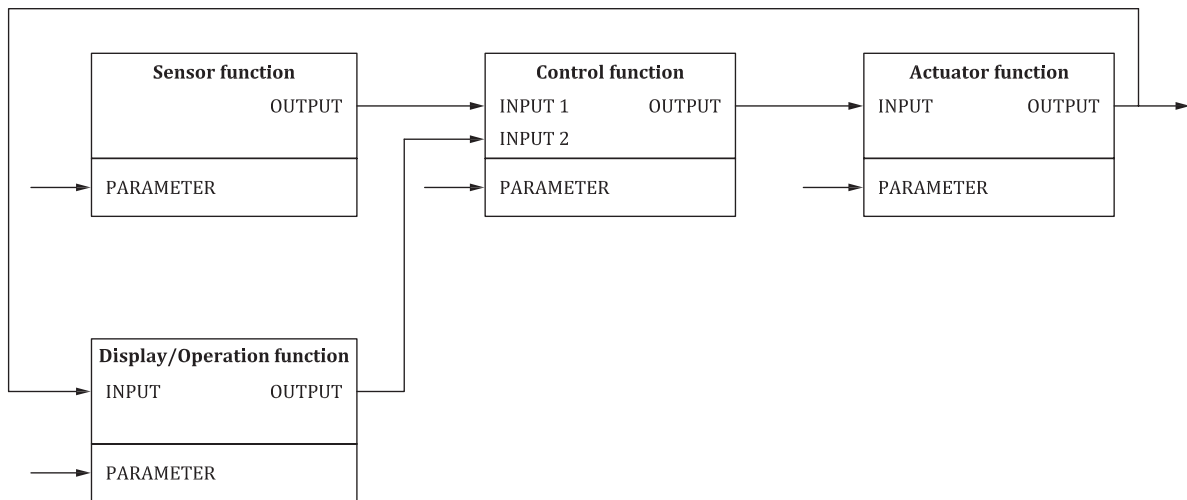 Sensor function
OUTPUT
PARAMETER
Control function
INPUT 1 OUTPUT
INPUT 2
PARAMETER
Actuator function
INPUT OUTPUT
PARAMETER
Display/Operation function
INPUT OUTPUT
PARAMETER